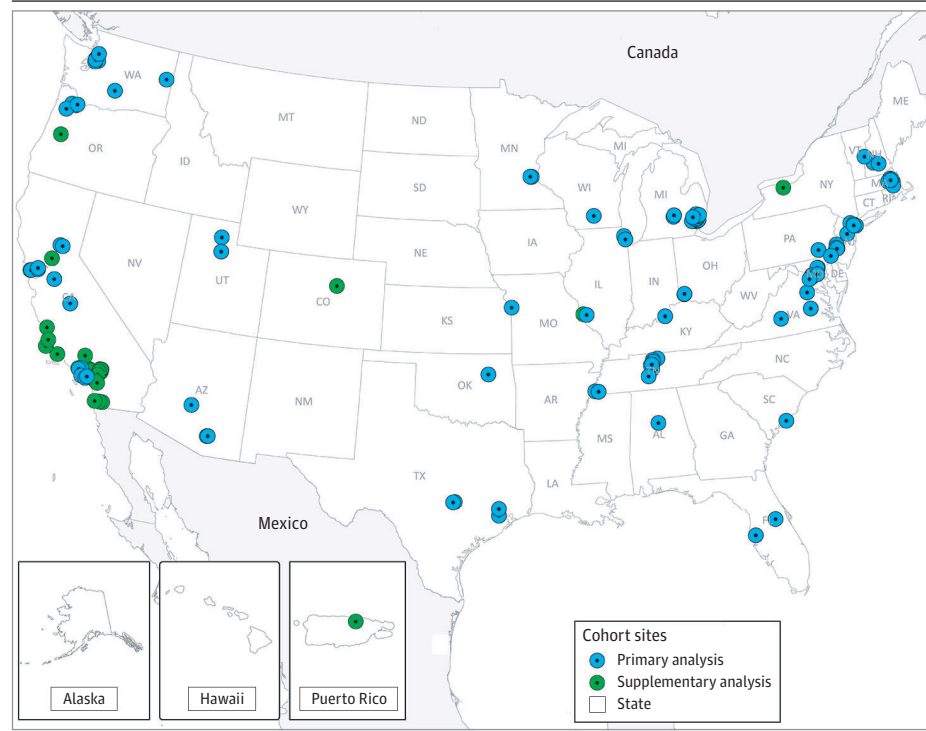 Canada
WA
MT
ND
ME
MN
MI
VT
NH
OR
ID
SD
WI
MI
NY
WY
CT
IA
PA
NE
NV
OH
IL
IN
UT
CO
DE
WV
CA
VA
KS
MO
KY
NC
TN
OK
AZ
NM
AR
SC
MS
AL
GA
TX
LA
Mexico
Cohort sites
Primary analysis
Supplementary analysis
State
Alaska
Hawaii
Puerto Rico